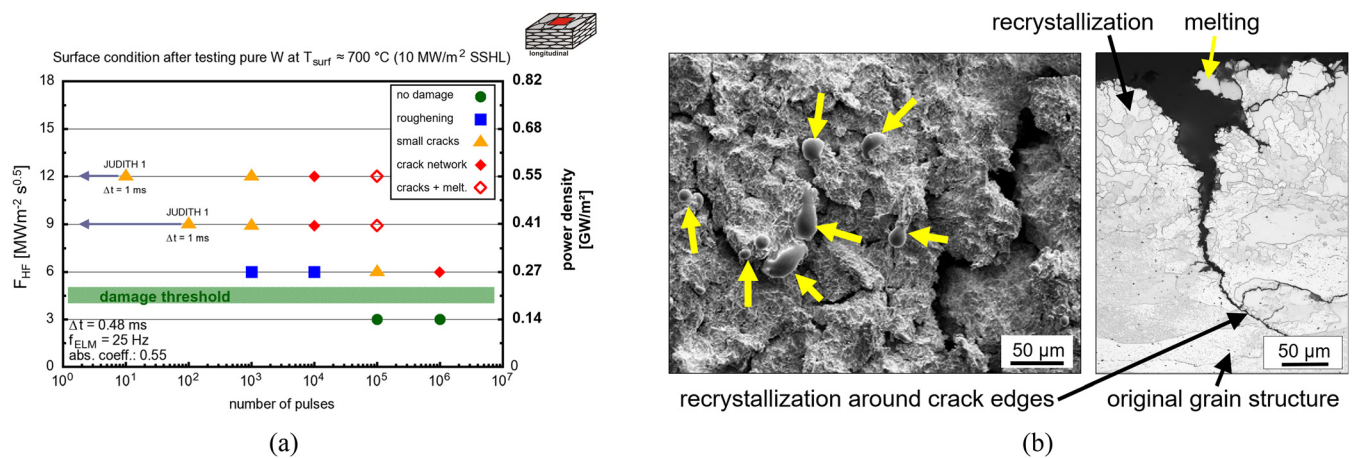 (a)
longitudinal
Surface condition after testing pure W at Tsurf ≈ 700 °C (10 MW/m² SSHL)
18
15
12
9
6
3
0
F_HF [MW/m⁻² s⁰·⁵]
0.82
0.68
0.55
0.41
0.27
0.14
0
power density
[GW/m²]
no damage
roughening
small cracks
crack network
cracks + melt.
JUDITH 1
Δt = 1 ms
JUDITH 1
Δt = 1 ms
damage threshold
Δt = 0.48 ms
f_ELM = 25 Hz
abs. coeff.: 0.55
10⁰ 10¹ 10² 10³ 10⁴ 10⁵ 10⁶ 10⁷
number of pulses
(a)
recrystallization melting
50 µm
50 µm
recrystallization around crack edges original grain structure
(b)